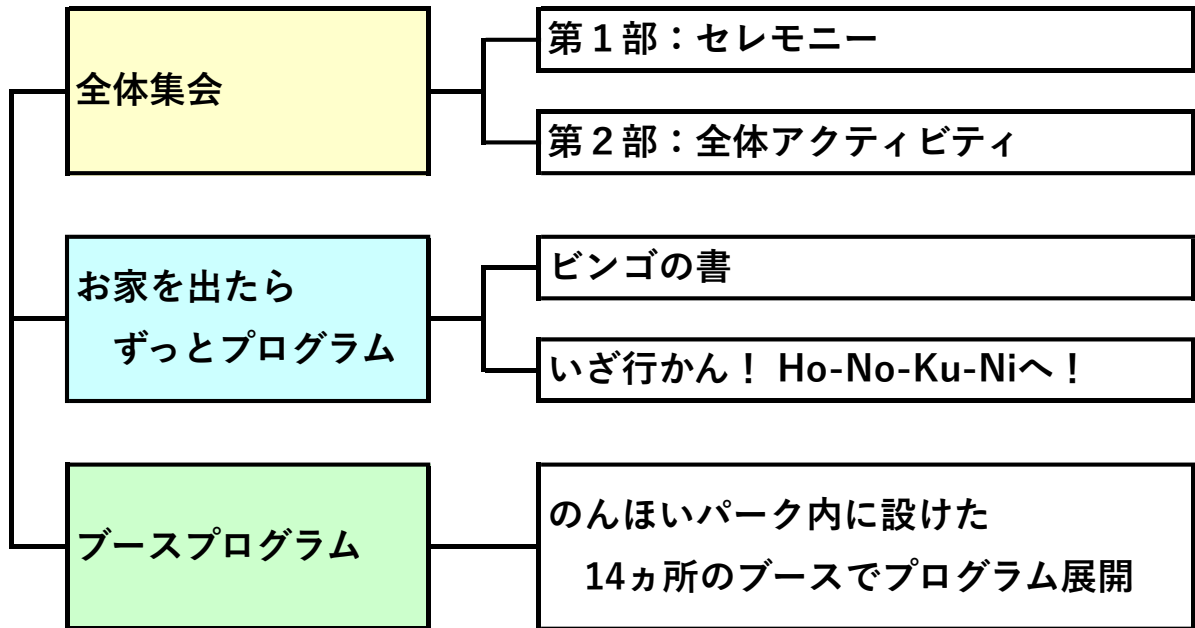 全体集会
第１部：セレモニー
第２部：全体アクティビティ
お家を出たら
ずっとプログラム
ビンゴの書
いざ行かん！ Ho-No-Ku-Niへ！
ブースプログラム
のんほいパーク内に設けた
14ヵ所のブースでプログラム展開